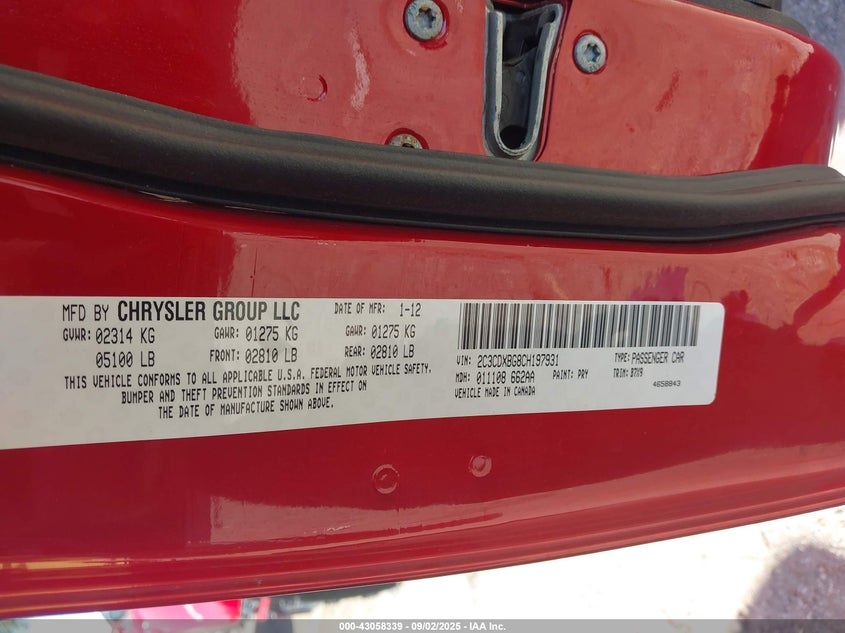 MFD BY CHRYSLER GROUP LLC DATE OF MFR: 1-12
GVWR: 02314 KG GAWR: 01275 KG GAWR: 01275 KG
05100 LB FRONT: 02810 LB REAR: 02810 LB
THIS VEHICLE CONFORMS TO ALL APPLICABLE U.S.A. FEDERAL MOTOR VEHICLE SAFETY,
BUMPER AND THEFT PREVENTION STANDARDS IN EFFECT ON
THE DATE OF MANUFACTURE SHOWN ABOVE.
VIN: 2C3CDXBG8CH197931 TYPE: PASSENGER CAR
MDH: 011108 662AA PAINT: PRY TRIM: B7X9
VEHICLE MADE IN CANADA 4658843
000-43058339 - 09/02/2025 - IAA Inc.